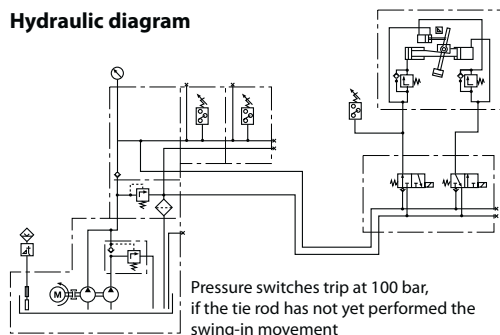 Hydraulic diagram
M
Pressure switches trip at 100 bar,
if the tie rod has not yet performed the
swing-in movement